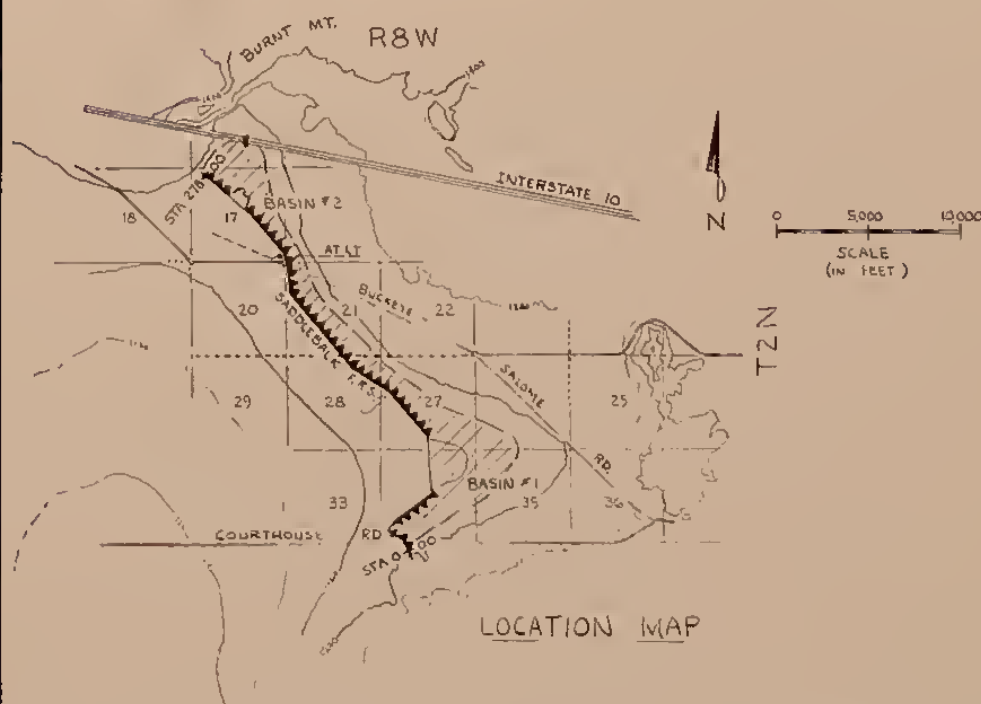 BURNT MT.
R8W
INTERSTATE 10
N
0 5,000 10,000
SCALE
(IN FEET)
T2N
STA 278+00
BASIN #2
18
17
AT&T
BUCKEYE
20
21
22
SADDLEBACK F.R.S.
SALOME RD.
29
28
27
25
BASIN #1
33
35
36
COURTHOUSE RD
STA 0+00
LOCATION MAP